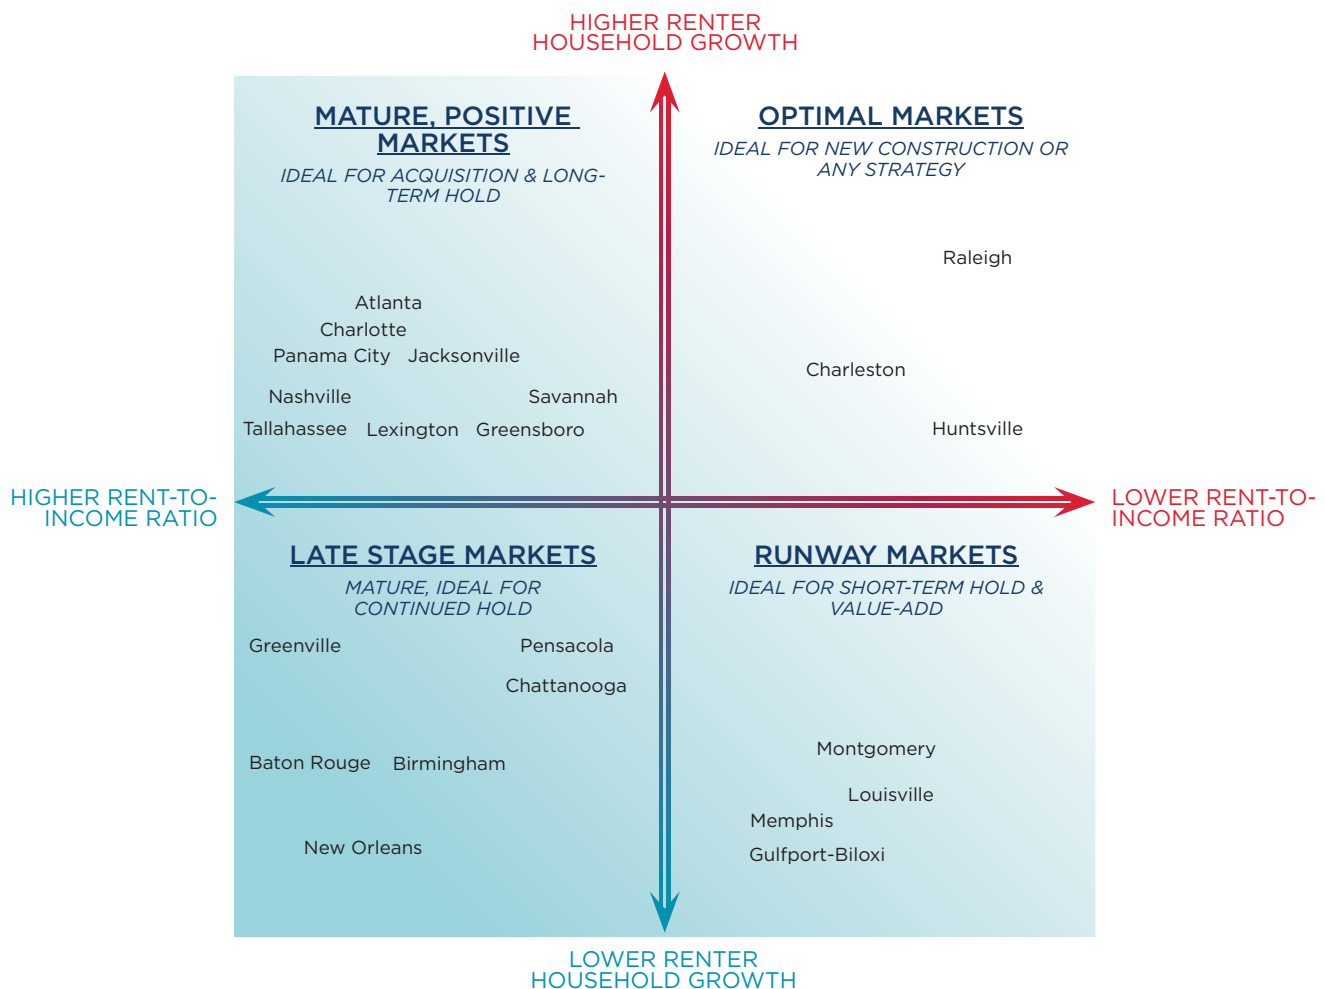 HIGHER RENTER
HOUSEHOLD GROWTH
MATURE, POSITIVE
MARKETS
IDEAL FOR ACQUISITION & LONG-
TERM HOLD
OPTIMAL MARKETS
IDEAL FOR NEW CONSTRUCTION OR
ANY STRATEGY
Raleigh
Atlanta
Charlotte
Panama City Jacksonville
Charleston
Nashville Savannah
Tallahassee Lexington Greensboro
Huntsville
HIGHER RENT-TO-
INCOME RATIO
LOWER RENT-TO-
INCOME RATIO
LATE STAGE MARKETS
MATURE, IDEAL FOR
CONTINUED HOLD
RUNWAY MARKETS
IDEAL FOR SHORT-TERM HOLD &
VALUE-ADD
Greenville Pensacola
Chattanooga
Baton Rouge Birmingham
New Orleans
Montgomery
Louisville
Memphis
Gulfport-Biloxi
LOWER RENTER
HOUSEHOLD GROWTH